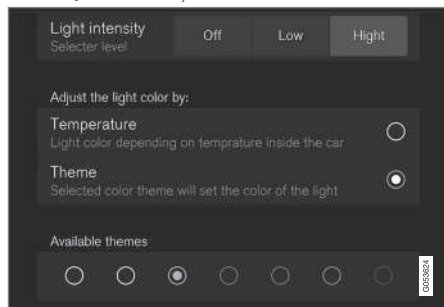 Light intensity
Selecter level
Off
Low
Hight
Adjust the light color by:
Temperature
Light color depending on temprature inside the car
Theme
Selected color theme will set the color of the light
Available themes
G053624